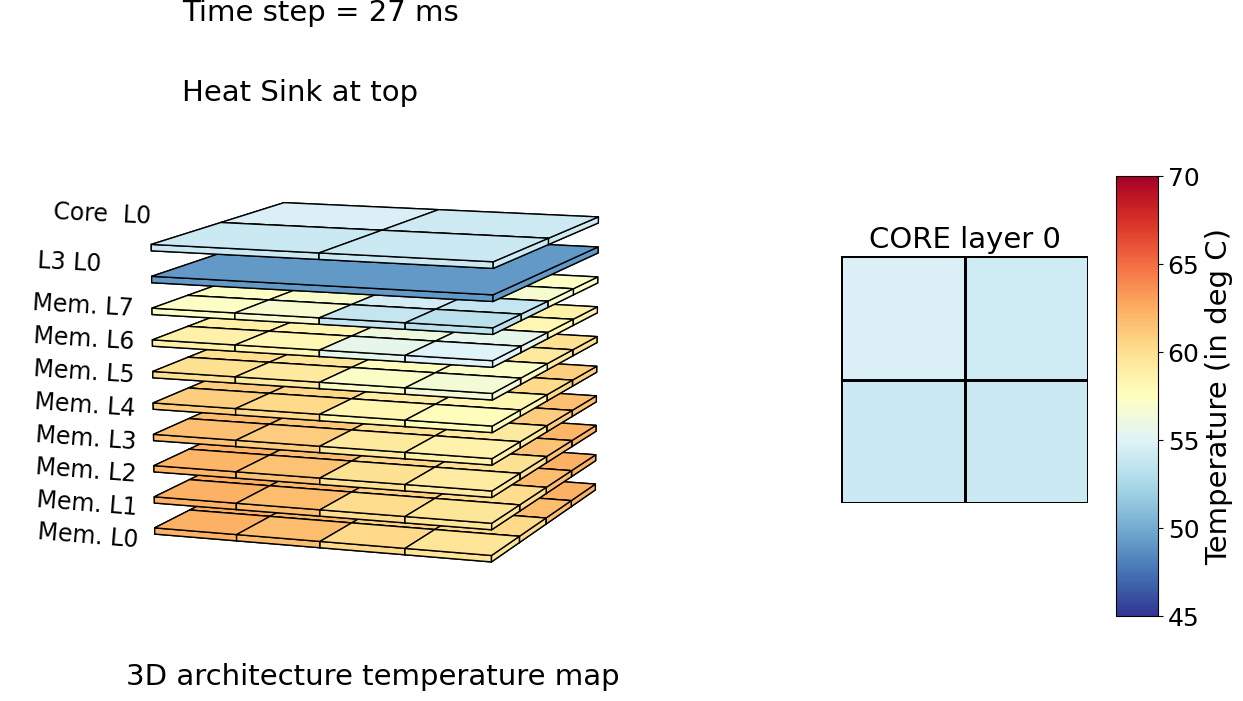 Time step = 27 ms
Heat Sink at top
Core  L0
L3 L0
Mem. L7
Mem. L6
Mem. L5
Mem. L4
Mem. L3
Mem. L2
Mem. L1
Mem. L0
3D architecture temperature map
CORE layer 0
70
65
60
55
50
45
Temperature (in deg C)